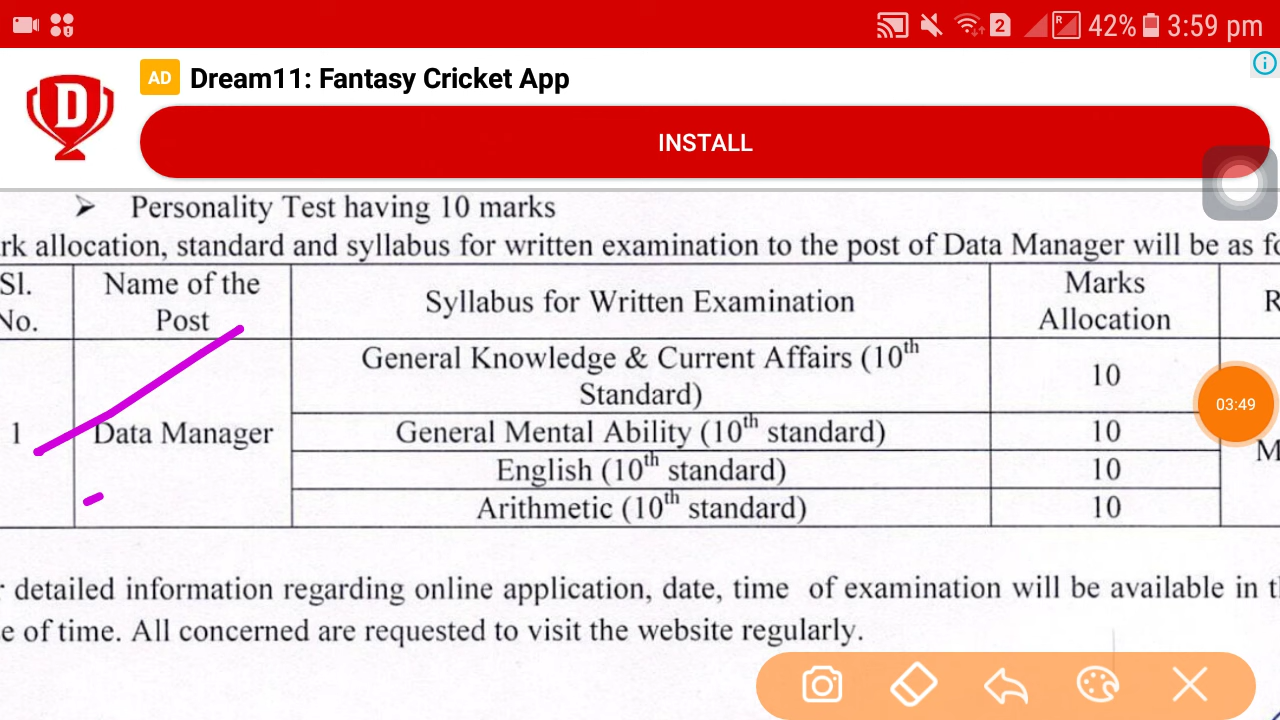 2 R 42% 3:59 pm
AD Dream11: Fantasy Cricket App
D
INSTALL
➤ Personality Test having 10 marks
rk allocation, standard and syllabus for written examination to the post of Data Manager will be as fo
Sl. No.
Name of the Post
Syllabus for Written Examination
Marks Allocation
R
1
Data Manager
General Knowledge & Current Affairs (10th Standard)
10
General Mental Ability (10th standard)
10
English (10th standard)
10
Arithmetic (10th standard)
10
M
03:49
r detailed information regarding online application, date, time of examination will be available in th
e of time. All concerned are requested to visit the website regularly.